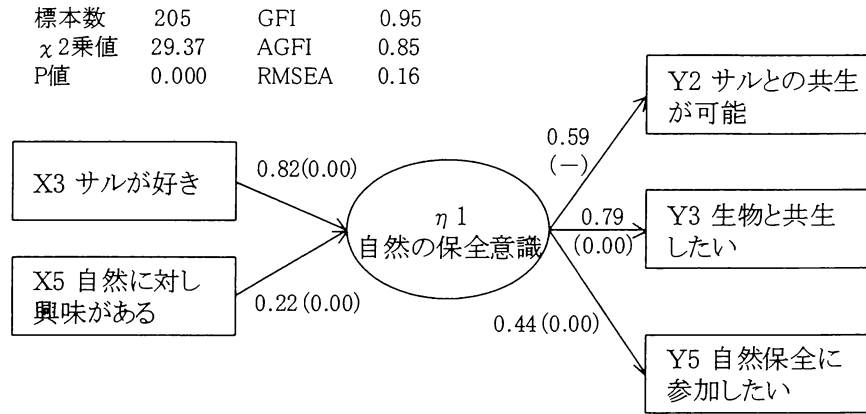 標本数 205 GFI 0.95
χ2乗値 29.37 AGFI 0.85
P値 0.000 RMSEA 0.16
X3 サルが好き
X5 自然に対し
興味がある
0.82(0.00)
0.22(0.00)
η1
自然の保全意識
0.59
(−)
0.79
(0.00)
0.44(0.00)
Y2 サルとの共生
が可能
Y3 生物と共生
したい
Y5 自然保全に
参加したい